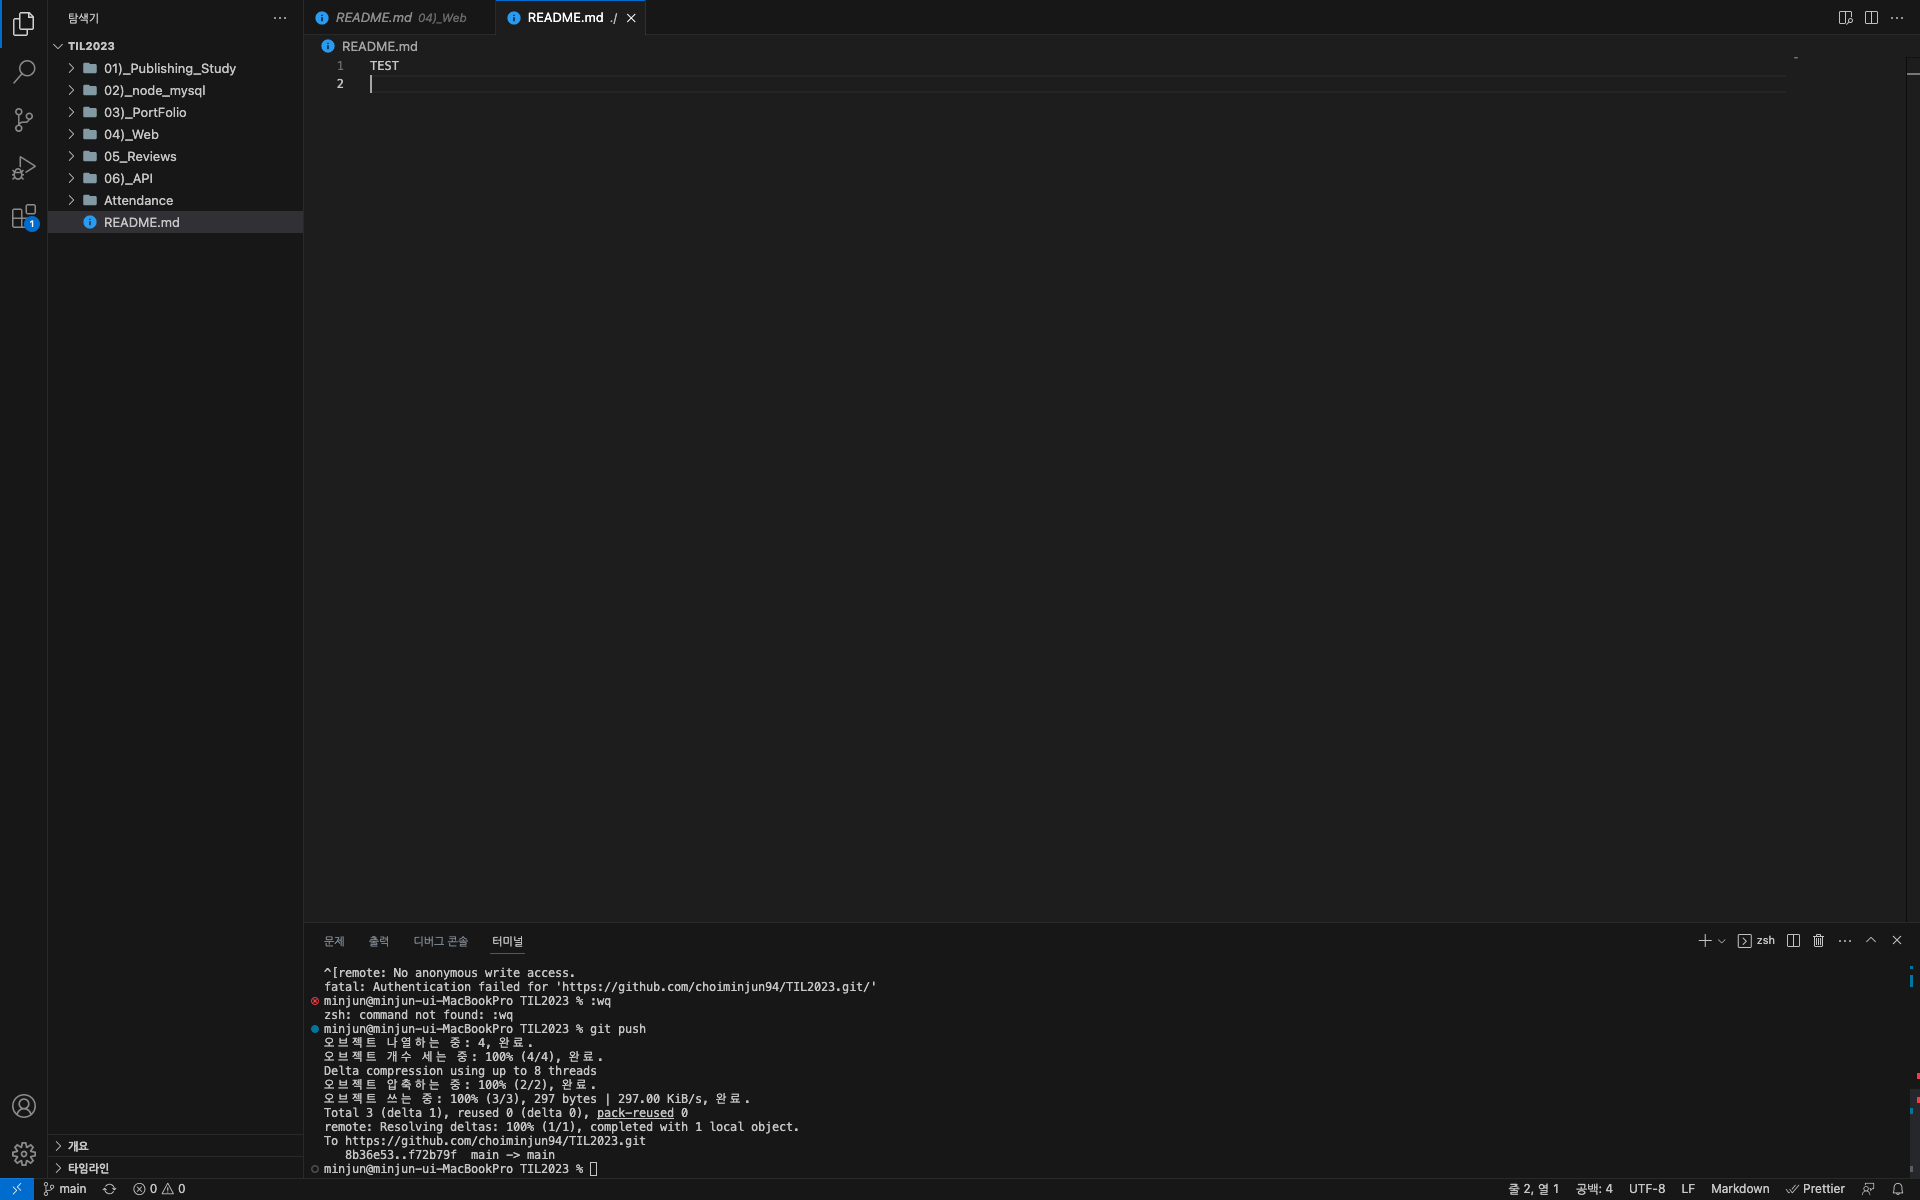 탐색기
TIL2023
01)_Publishing_Study
02)_node_mysql
03)_PortFolio
04)_Web
05_Reviews
06)_API
Attendance
README.md
1
개요
타임라인
README.md 04)_Web
README.md ./
README.md
1 TEST
2
문제 출력 디버그 콘솔 터미널
zsh
^[remote: No anonymous write access.
fatal: Authentication failed for 'https://github.com/choiminjun94/TIL2023.git/'
minjun@minjun-ui-MacBookPro TIL2023 % :wq
zsh: command not found: :wq
minjun@minjun-ui-MacBookPro TIL2023 % git push
오브젝트 나열하는 중: 4, 완료.
오브젝트 개수 세는 중: 100% (4/4), 완료.
Delta compression using up to 8 threads
오브젝트 압축하는 중: 100% (2/2), 완료.
오브젝트 쓰는 중: 100% (3/3), 297 bytes | 297.00 KiB/s, 완료.
Total 3 (delta 1), reused 0 (delta 0), pack-reused 0
remote: Resolving deltas: 100% (1/1), completed with 1 local object.
To https://github.com/choiminjun94/TIL2023.git
8b36e53..f72b79f main -> main
minjun@minjun-ui-MacBookPro TIL2023 %
main 0 0 줄 2, 열 1 공백: 4 UTF-8 LF Markdown Prettier